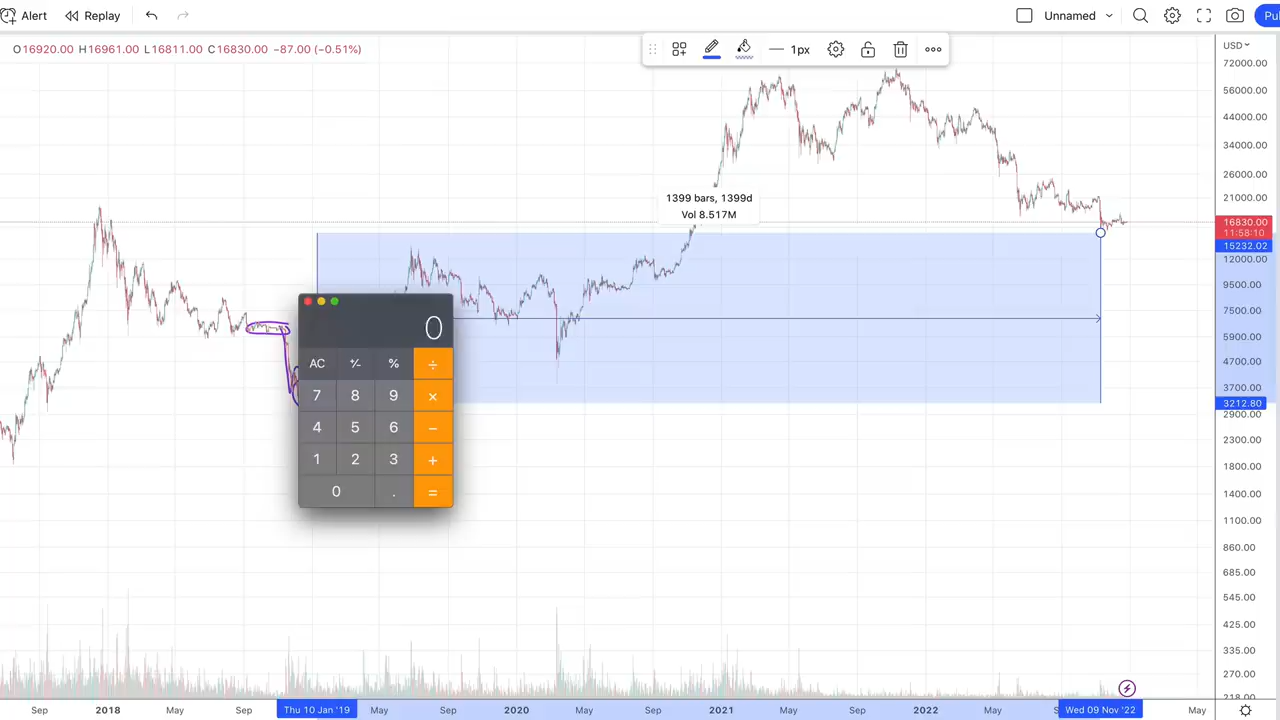 Alert Replay Unnamed Pu
O16920.00 H16961.00 L16811.00 C16830.00 −87.00 (−0.51%)
1px
USD
72000.00
56000.00
44000.00
34000.00
26000.00
1399 bars, 1399d
Vol 8.517M
21000.00
16830.00
11:58:10
15232.02
12000.00
9500.00
7500.00
5900.00
4700.00
3700.00
3212.80
2900.00
2300.00
1800.00
1400.00
1100.00
860.00
685.00
545.00
425.00
335.00
270.00
218.00
0
AC +⁄- % ÷
7 8 9 ×
4 5 6 −
1 2 3 +
0 . =
Sep 2018 May Sep Thu 10 Jan '19 May Sep 2020 May Sep 2021 May Sep 2022 May Wed 09 Nov '22 May